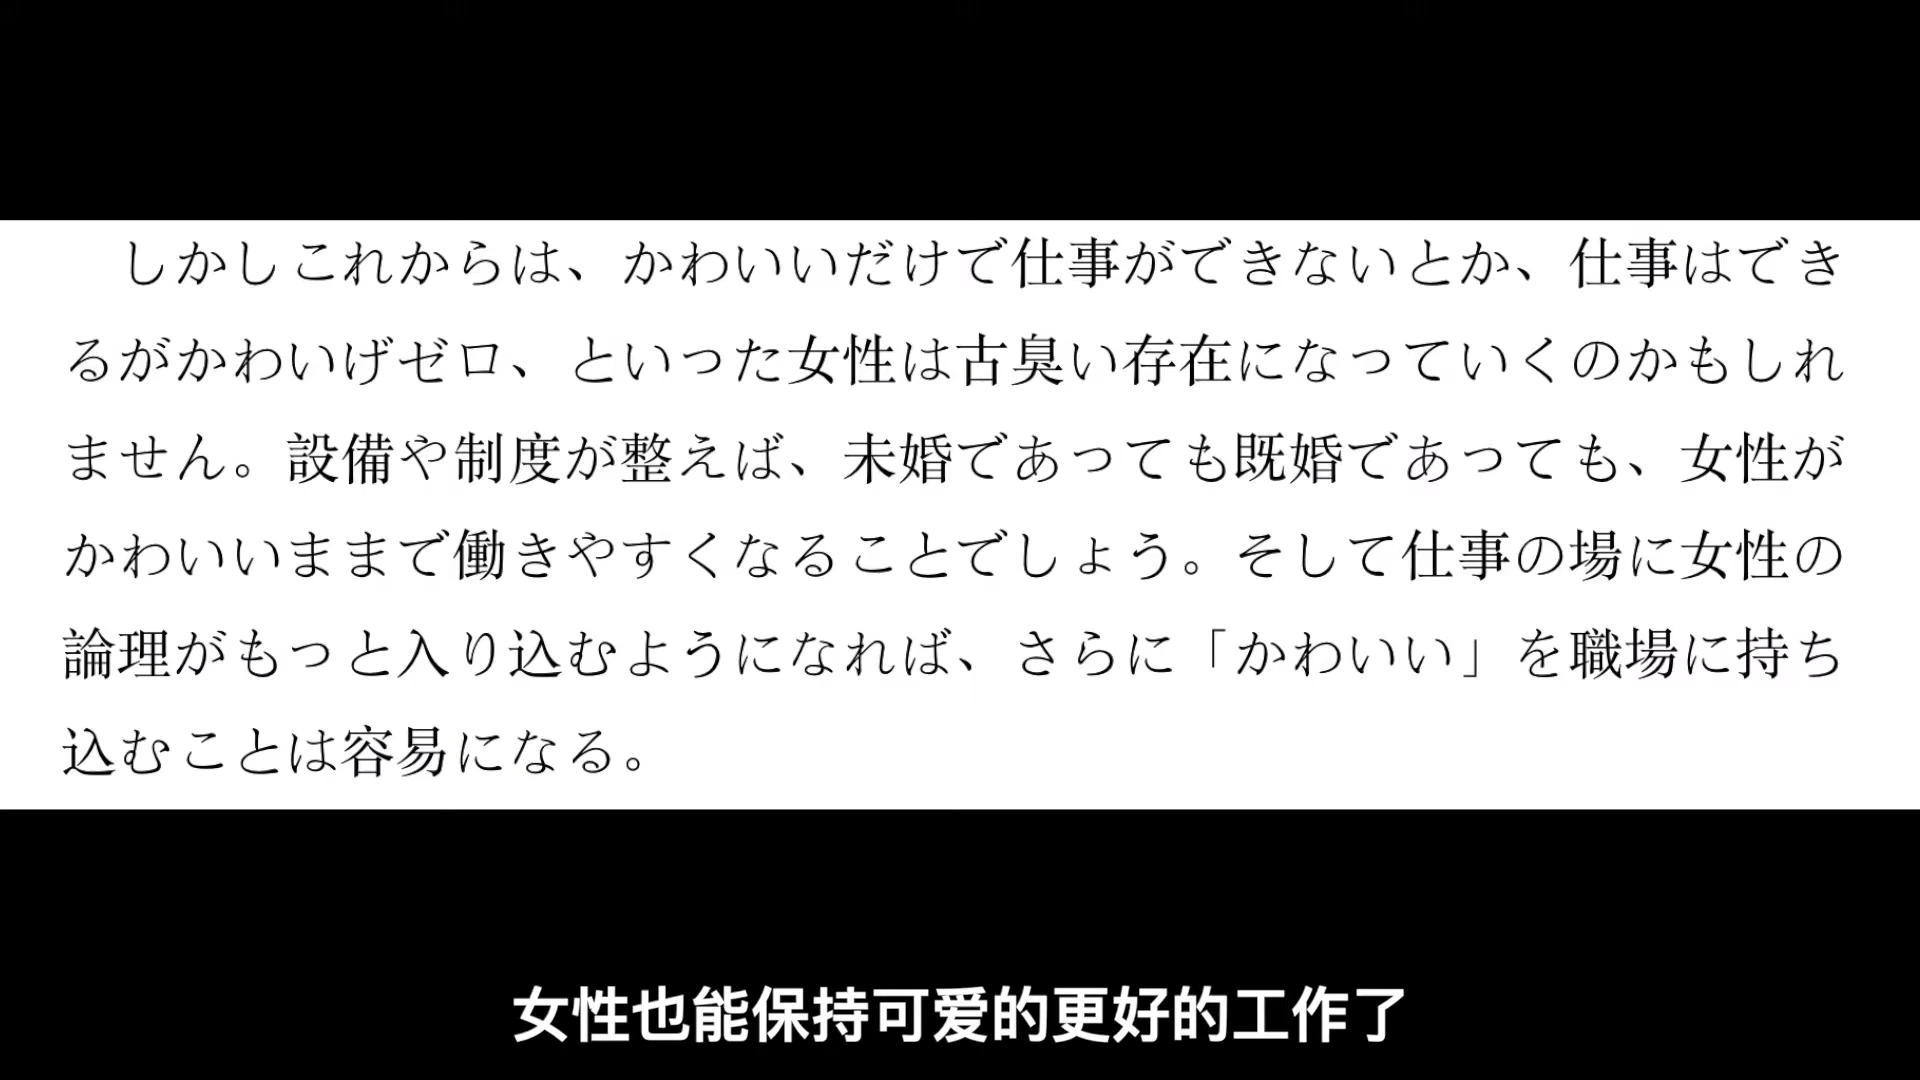 しかしこれからは、かわいいだけで仕事ができないとか、仕事はでき
るがかわいげゼロ、といった女性は古臭い存在になっていくのかもしれ
ません。設備や制度が整えば、未婚であっても既婚であっても、女性が
かわいいままで働きやすくなることでしょう。そして仕事の場に女性の
論理がもっと入り込むようになれば、さらに「かわいい」を職場に持ち
込むことは容易になる。
女性也能保持可爱的更好的工作了